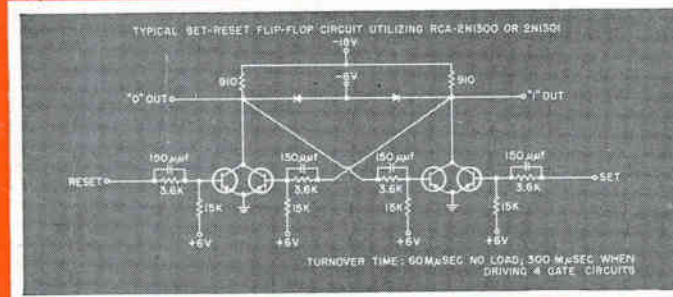 TYPICAL SET-RESET FLIP-FLOP CIRCUIT UTILIZING RCA-2N1300 OR 2N1301
-18V
910
-6V
910
"0" OUT
"1" OUT
150 μμf
150 μμf
150 μμf
150 μμf
RESET
3.6K
3.6K
3.6K
3.6K
SET
15K
15K
15K
15K
+6V
+6V
+6V
+6V
TURNOVER TIME: 60 MμSEC NO LOAD; 300 MμSEC WHEN
DRIVING 4 GATE CIRCUITS